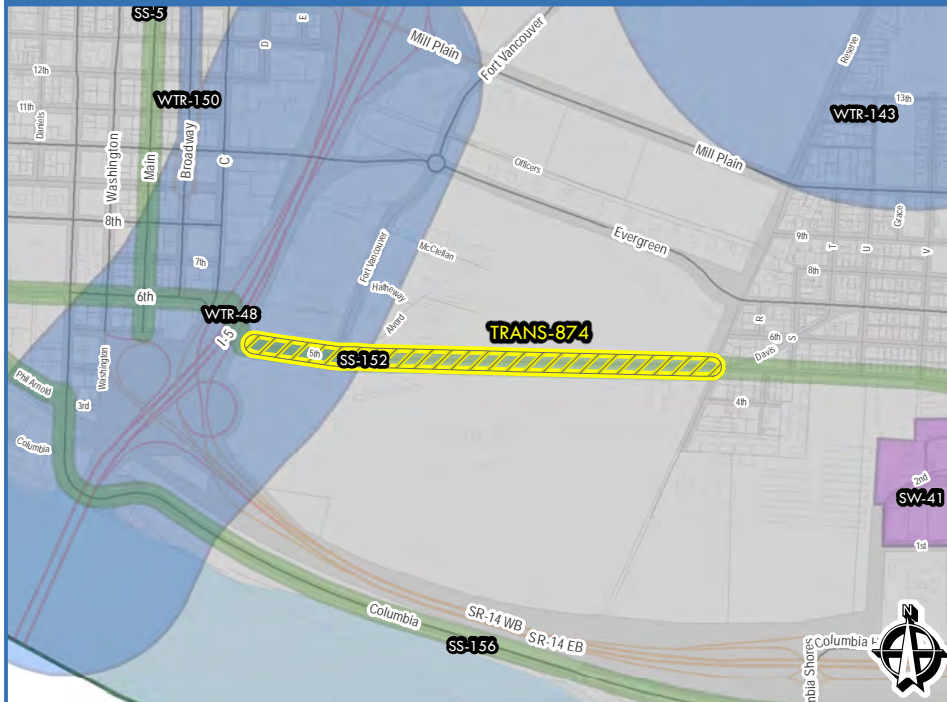 SS-5
E
D
Mill Plain
Fort Vancouver
Reserve
12th
WTR-150
13th
11th
Daniels
WTR-143
Washington
Main
Broadway
C
Officers
Mill Plain
8th
Grace
9th
T
U
V
Evergreen
7th
Fort Vancouver
McClellan
8th
Hatheway
6th
WTR-48
Alvord
R
I-5
TRANS-874
6th
S
5th
SS-152
Davis
Washington
Phil Arnold
3rd
4th
Columbia
2nd
SW-41
1st
Columbia
SR-14 WB
SR-14 EB
SS-156
Columbia
N